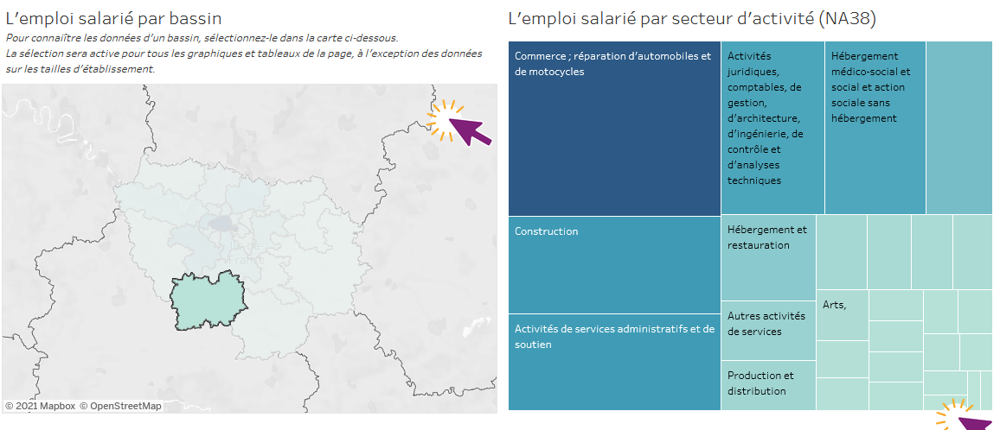 L'emploi salarié par bassin
Pour connaître les données d'un bassin, sélectionnez-le dans la carte ci-dessous.
La sélection sera active pour tous les graphiques et tableaux de la page, à l'exception des données
sur les tailles d'établissement.
Île-de-
France
© 2021 Mapbox © OpenStreetMap
L'emploi salarié par secteur d'activité (NA38)
Commerce ; réparation d'automobiles et
de motocycles
Construction
Activités de services administratifs et de
soutien
Activités
juridiques,
comptables, de
gestion,
d'architecture,
d'ingénierie, de
contrôle et
d'analyses
techniques
Hébergement
médico-social et
social et action
sociale sans
hébergement
Hébergement et
restauration
Autres activités
de services
Production et
distribution
Arts,